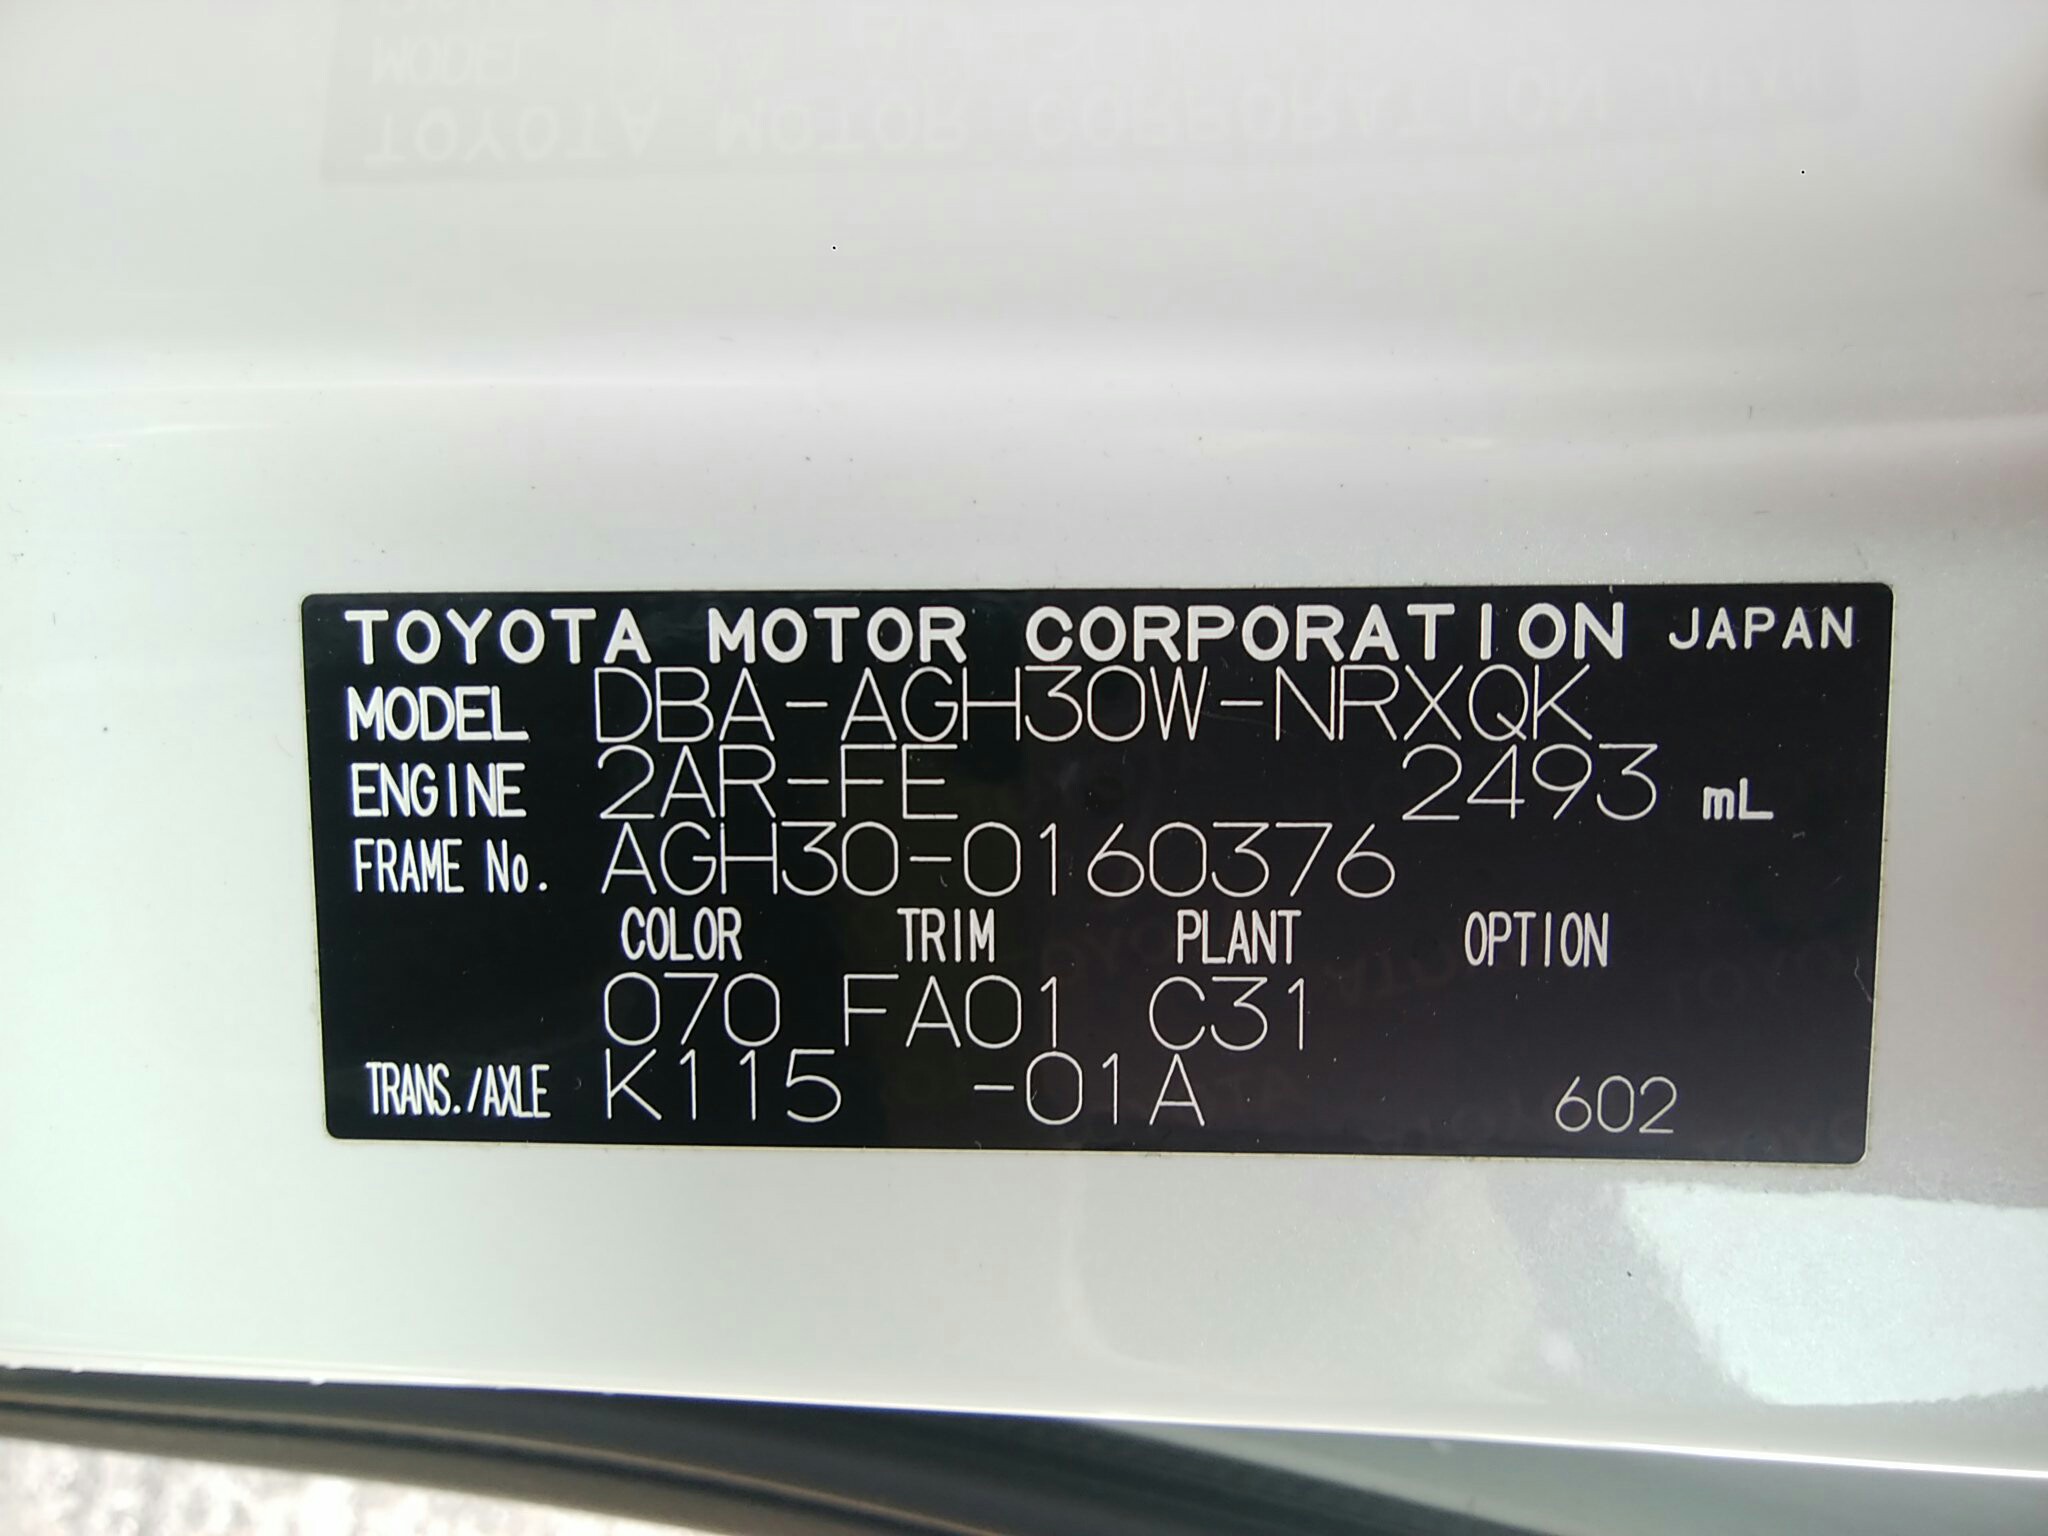 TOYOTA MOTOR CORPORATION JAPAN
MODEL DBA-AGH30W-NRXQK
ENGINE 2AR-FE 2493 mL
FRAME No. AGH30-0160376
COLOR TRIM PLANT OPTION
070 FA01 C31
TRANS./AXLE K115 -01A 602